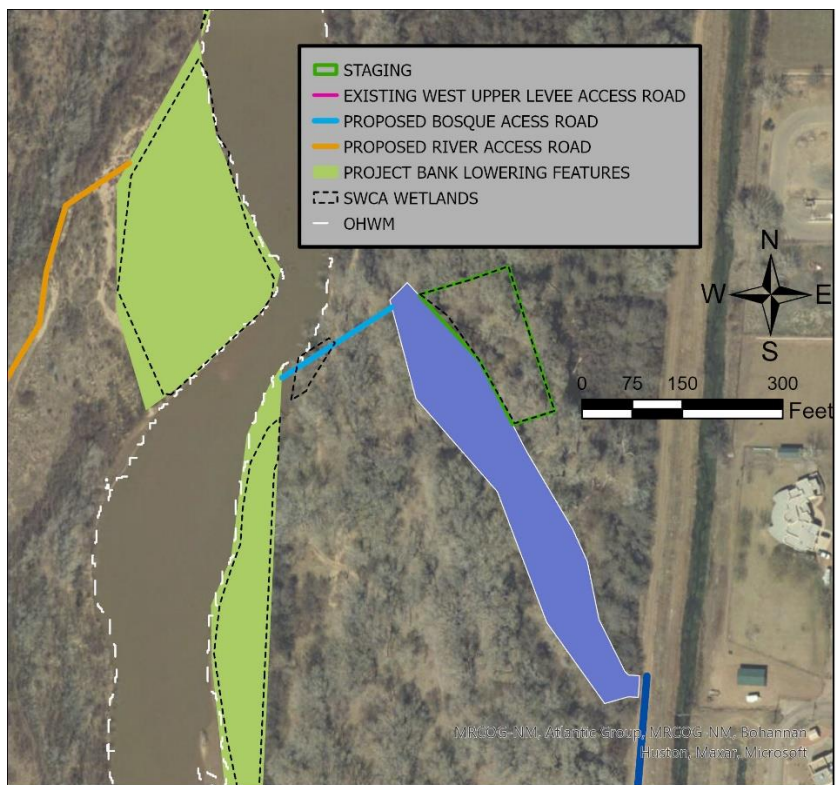 STAGING
EXISTING WEST UPPER LEVEE ACCESS ROAD
PROPOSED BOSQUE ACESS ROAD
PROPOSED RIVER ACCESS ROAD
PROJECT BANK LOWERING FEATURES
SWCA WETLANDS
OHWM
N
W E
S
0 75 150 300
Feet
MRCOG-NM, Atlantic Group, MRCOG-NM, Bohannan
Huston, Maxar, Microsoft